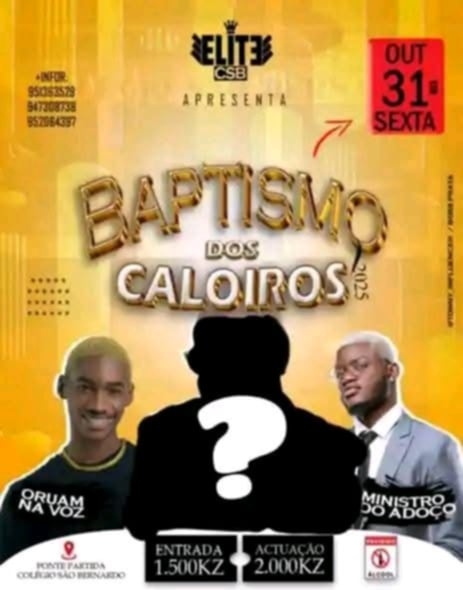 ELITE
CSB
APRESENTA
+INFOR.
951363529
947308738
952064397
OUT
31
SEXTA
BAPTISMO
DOS
CALOIROS
2025
?
ORUAM
NA VOZ
MINISTRO
DO ADOÇO
PONTE PARTIDA
COLÉGIO SÃO BERNARDO
ENTRADA
1.500KZ
ACTUAÇÃO
2.000KZ
PROIBIDO
ÁLCOOL